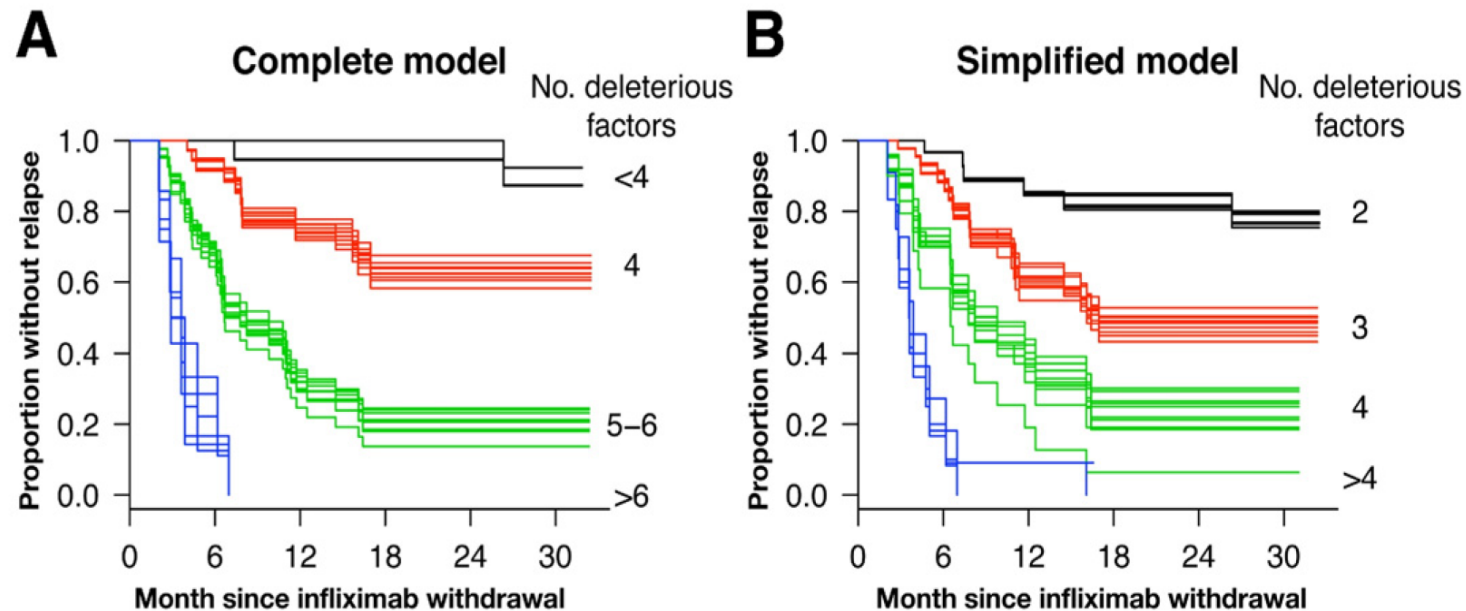 A
Complete model
No. deleterious
factors
Proportion without relapse
1.0
0.8
0.6
0.4
0.2
0.0
<4
4
5–6
>6
0 6 12 18 24 30
Month since infliximab withdrawal
B
Simplified model
No. deleterious
factors
Proportion without relapse
1.0
0.8
0.6
0.4
0.2
0.0
2
3
4
>4
0 6 12 18 24 30
Month since infliximab withdrawal